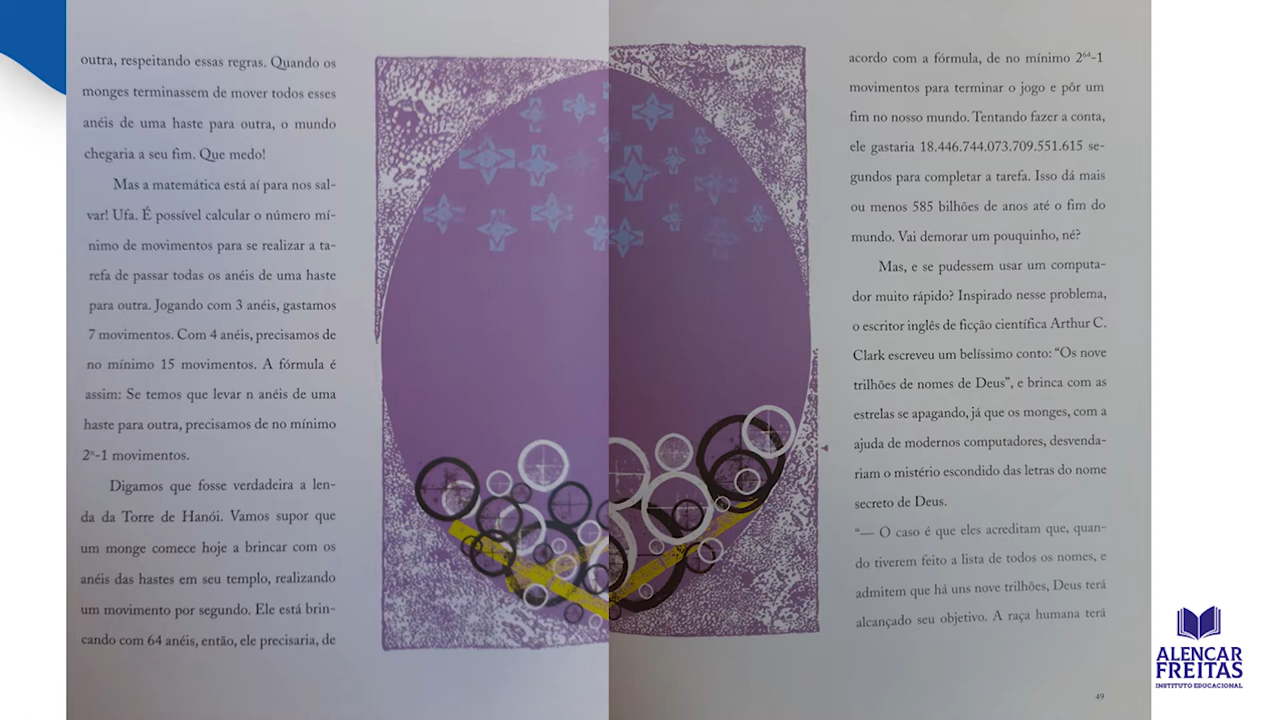 outra, respeitando essas regras. Quando os
monges terminassem de mover todos esses
anéis de uma haste para outra, o mundo
chegaria a seu fim. Que medo!
Mas a matemática está aí para nos sal-
var! Ufa. É possível calcular o número mí-
nimo de movimentos para se realizar a ta-
refa de passar todas os anéis de uma haste
para outra. Jogando com 3 anéis, gastamos
7 movimentos. Com 4 anéis, precisamos de
no mínimo 15 movimentos. A fórmula é
assim: Se temos que levar n anéis de uma
haste para outra, precisamos de no mínimo
2ⁿ-1 movimentos.
Digamos que fosse verdadeira a len-
da da Torre de Hanói. Vamos supor que
um monge comece hoje a brincar com os
anéis das hastes em seu templo, realizando
um movimento por segundo. Ele está brin-
cando com 64 anéis, então, ele precisaria, de
acordo com a fórmula, de no mínimo 2⁶⁴-1
movimentos para terminar o jogo e pôr um
fim no nosso mundo. Tentando fazer a conta,
ele gastaria 18.446.744.073.709.551.615 se-
gundos para completar a tarefa. Isso dá mais
ou menos 585 bilhões de anos até o fim do
mundo. Vai demorar um pouquinho, né?
Mas, e se pudessem usar um computa-
dor muito rápido? Inspirado nesse problema,
o escritor inglês de ficção científica Arthur C.
Clark escreveu um belíssimo conto: “Os nove
trilhões de nomes de Deus”, e brinca com as
estrelas se apagando, já que os monges, com a
ajuda de modernos computadores, desvenda-
riam o mistério escondido das letras do nome
secreto de Deus.
“— O caso é que eles acreditam que, quan-
do tiverem feito a lista de todos os nomes, e
admitem que há uns nove trilhões, Deus terá
alcançado seu objetivo. A raça humana terá
49
ALENCAR
FREITAS
INSTITUTO EDUCACIONAL